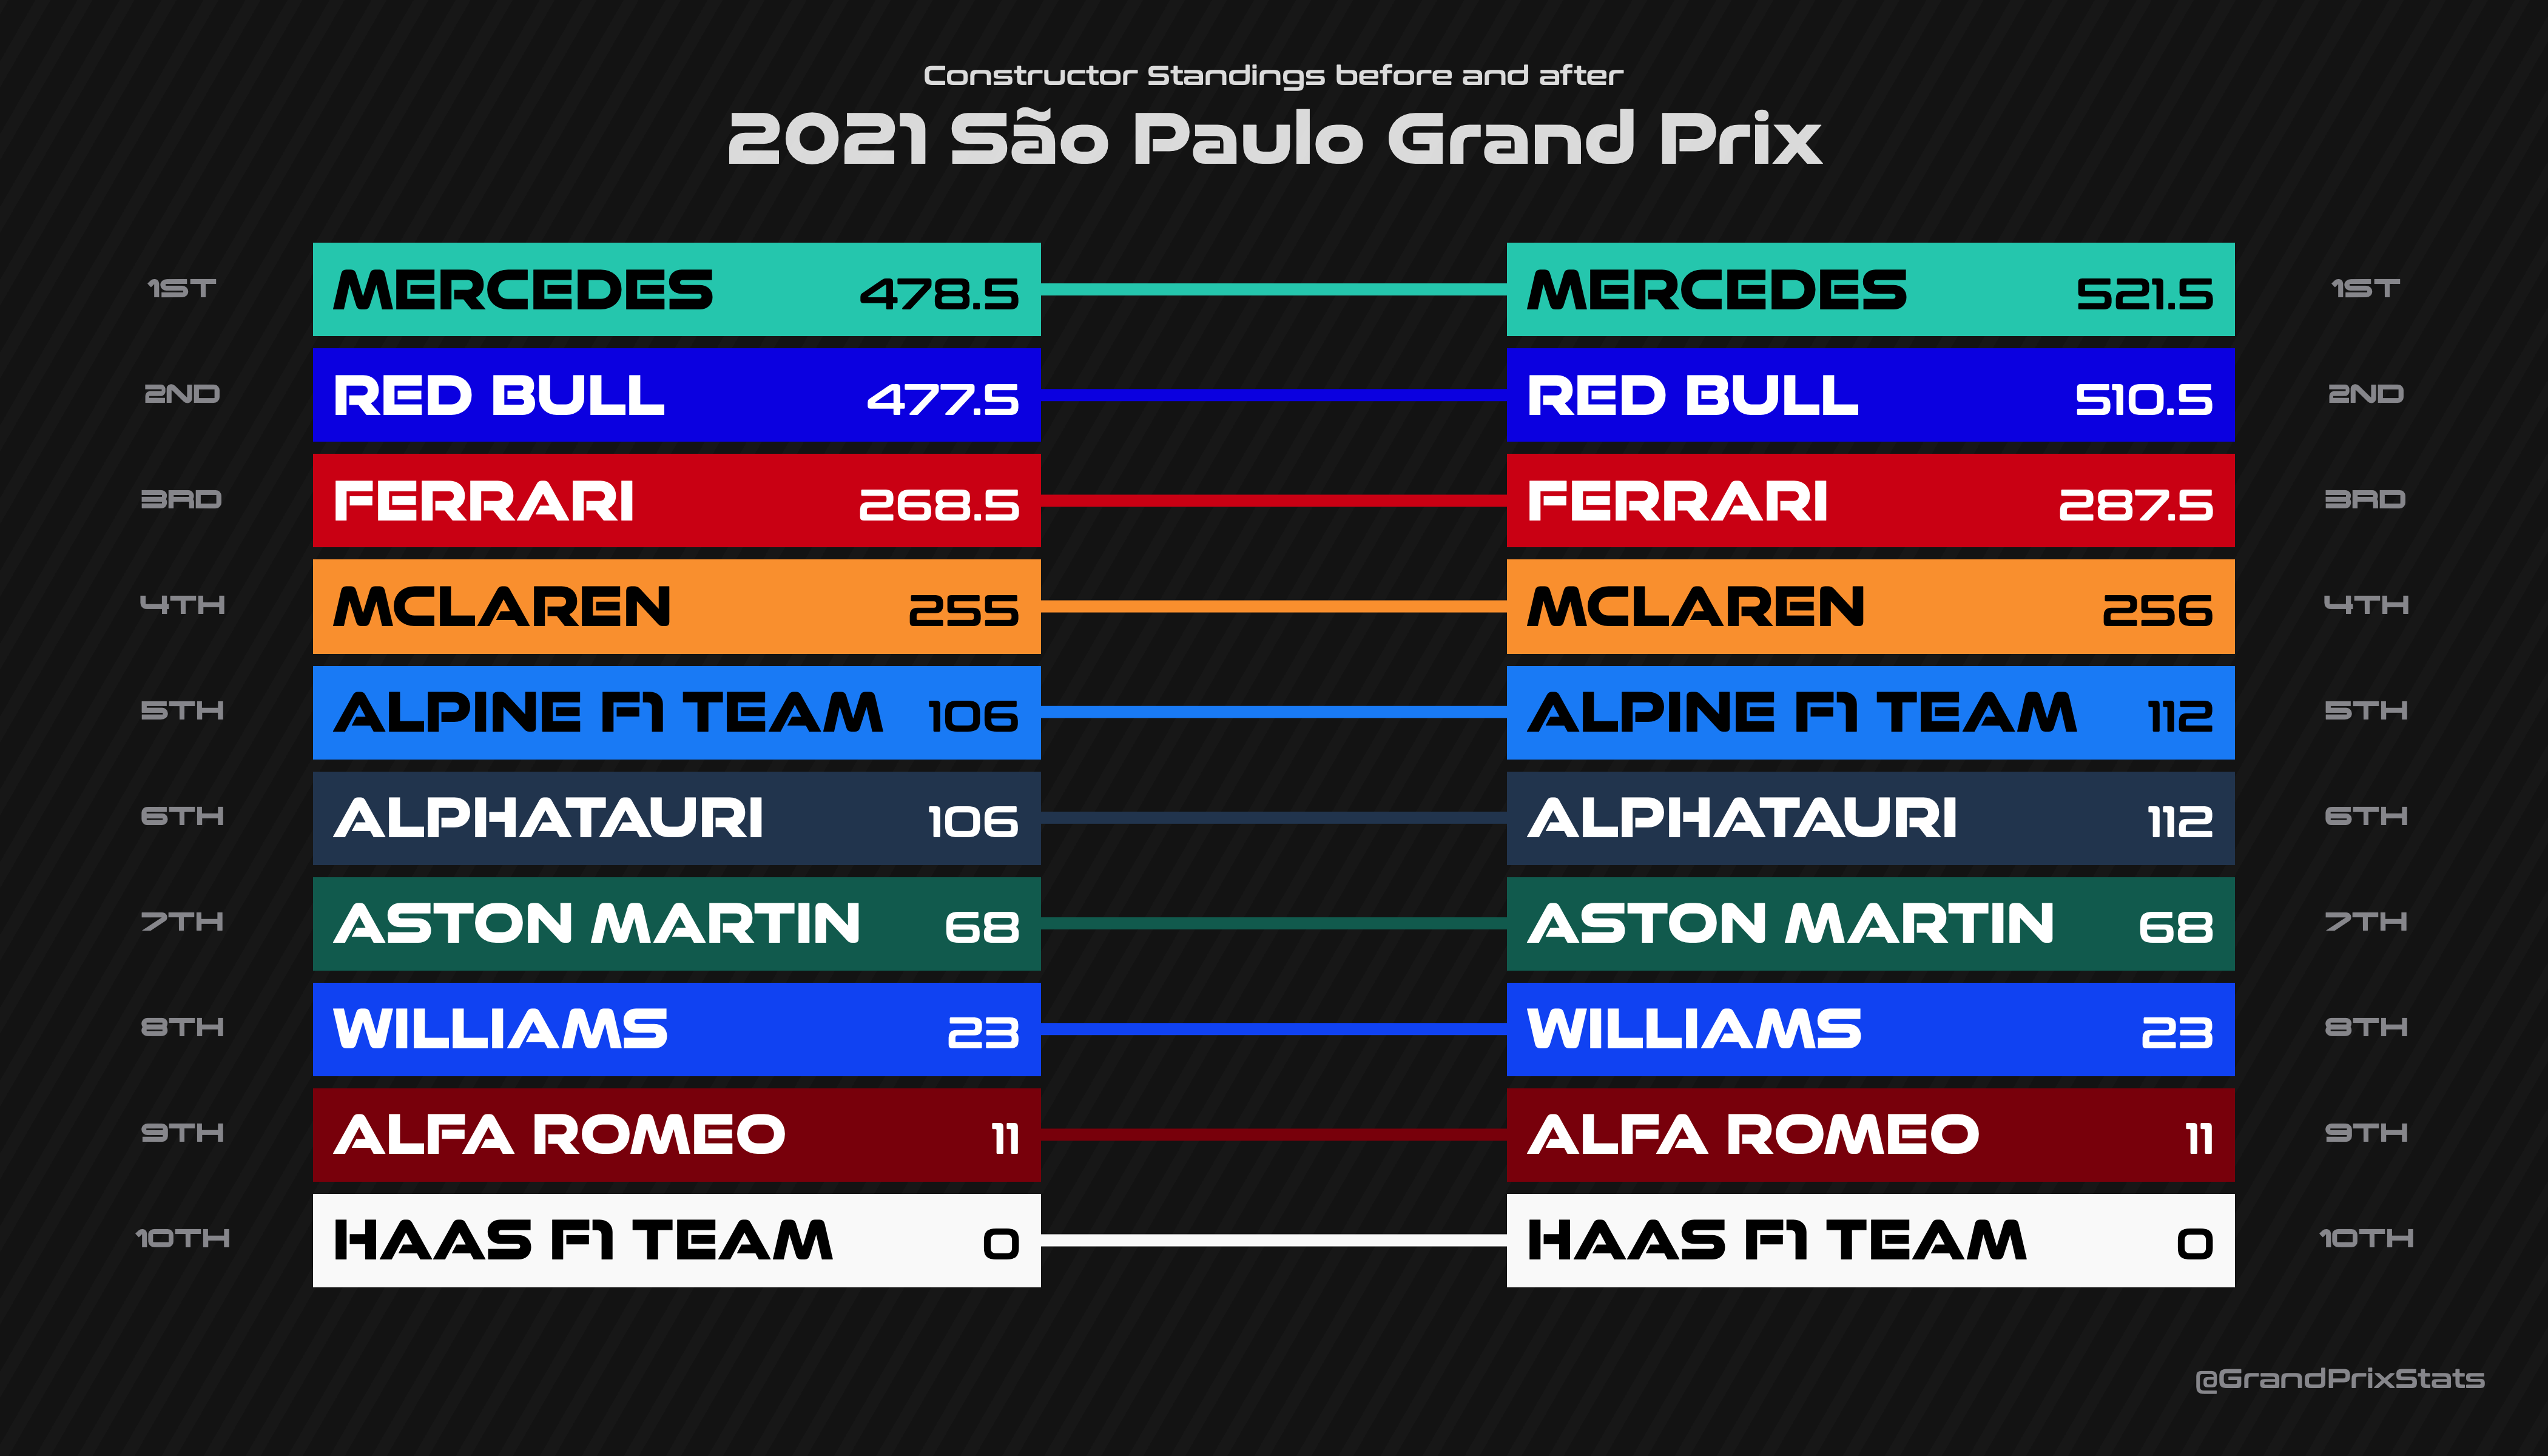 Constructor Standings before and after
2021 São Paulo Grand Prix
1ST MERCEDES 478.5 MERCEDES 521.5 1ST
2ND RED BULL 477.5 RED BULL 510.5 2ND
3RD FERRARI 268.5 FERRARI 287.5 3RD
4TH MCLAREN 255 MCLAREN 256 4TH
5TH ALPINE F1 TEAM 106 ALPINE F1 TEAM 112 5TH
6TH ALPHATAURI 106 ALPHATAURI 112 6TH
7TH ASTON MARTIN 68 ASTON MARTIN 68 7TH
8TH WILLIAMS 23 WILLIAMS 23 8TH
9TH ALFA ROMEO 11 ALFA ROMEO 11 9TH
10TH HAAS F1 TEAM 0 HAAS F1 TEAM 0 10TH
@GrandPrixStats